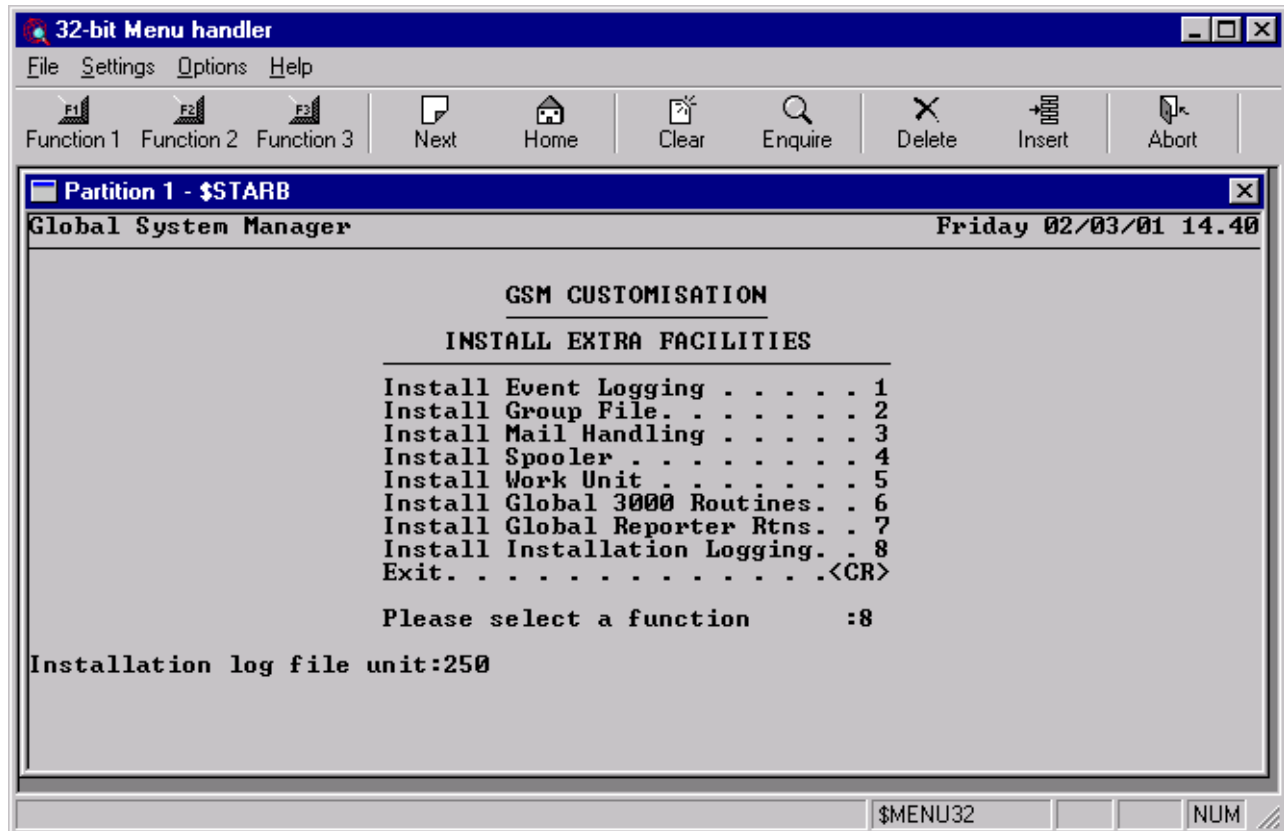 32-bit Menu handler
File Settings Options Help
F1 F2 F3
Function 1 Function 2 Function 3 Next Home Clear Enquire Delete Insert Abort
Partition 1 - $STARB
Global System Manager Friday 02/03/01 14.40
GSM CUSTOMISATION
INSTALL EXTRA FACILITIES
Install Event Logging . . . . . 1
Install Group File. . . . . . . 2
Install Mail Handling . . . . . 3
Install Spooler . . . . . . . . 4
Install Work Unit . . . . . . . 5
Install Global 3000 Routines. . 6
Install Global Reporter Rtns. . 7
Install Installation Logging. . 8
Exit. . . . . . . . . . . . . .<CR>
Please select a function :8
Installation log file unit:250
$MENU32 NUM